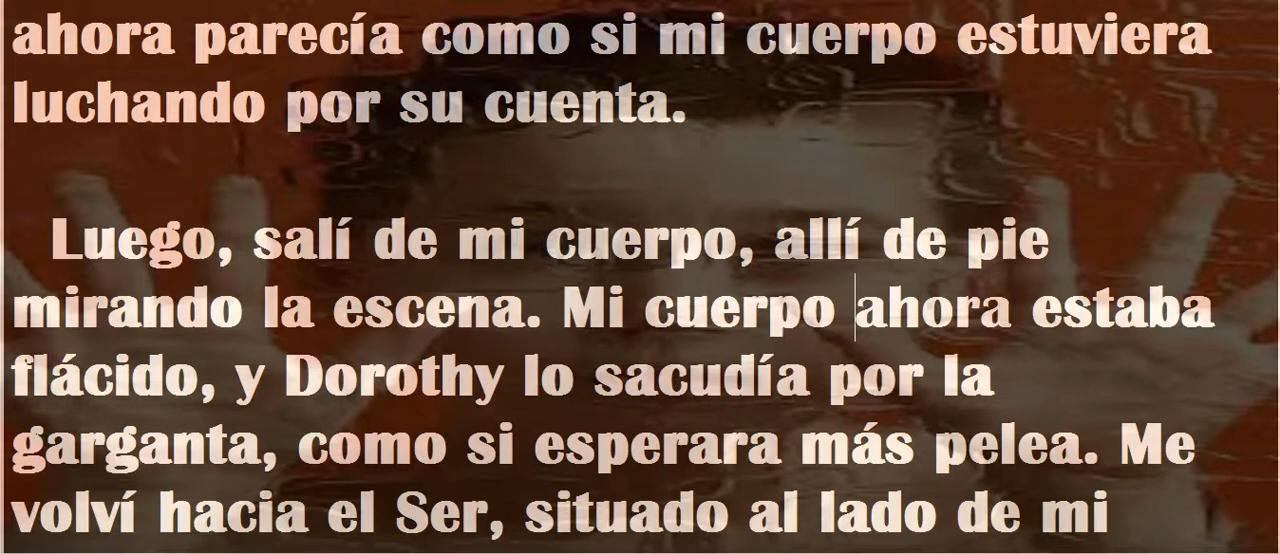 ahora parecía como si mi cuerpo estuviera
luchando por su cuenta.
Luego, salí de mi cuerpo, allí de pie
mirando la escena. Mi cuerpo ahora estaba
flácido, y Dorothy lo sacudía por la
garganta, como si esperara más pelea. Me
volví hacia el Ser, situado al lado de mi